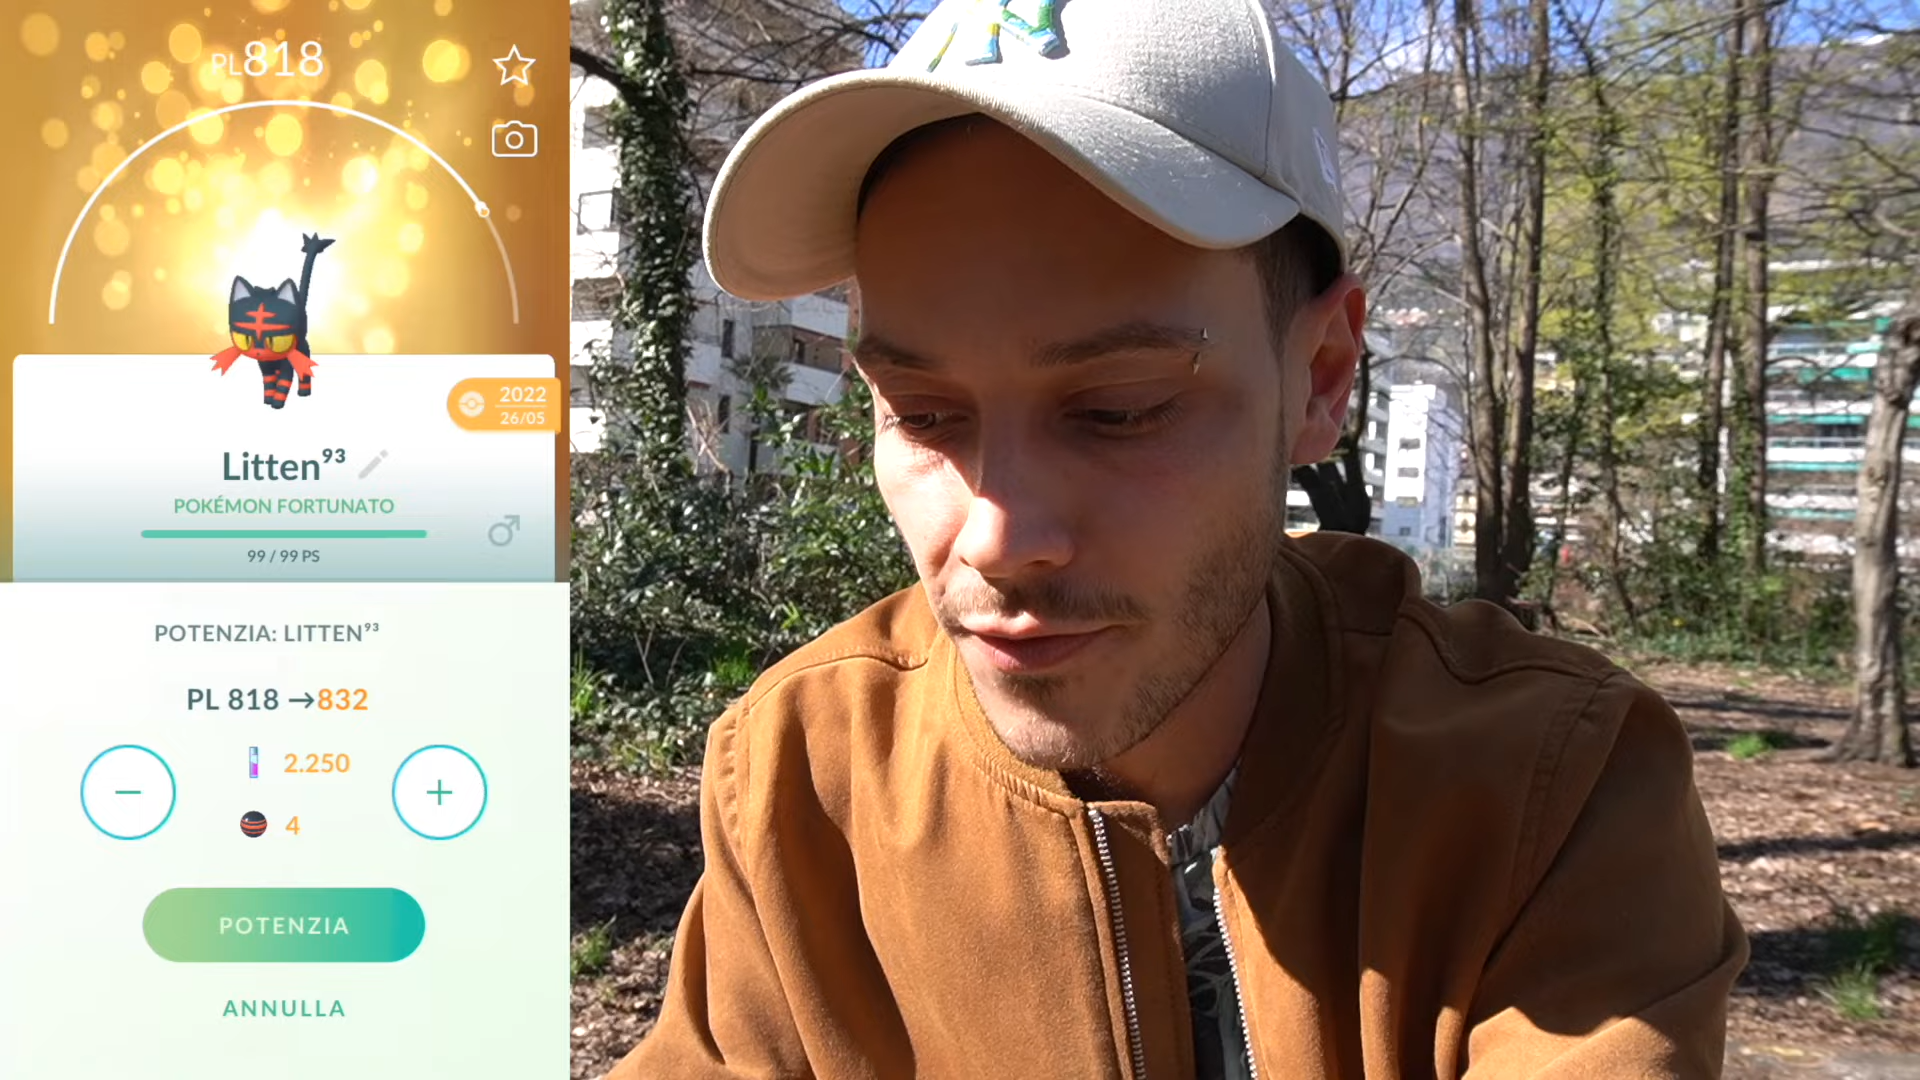 PL818
2022
26/05
Litten⁹³
POKÉMON FORTUNATO
99 / 99 PS
POTENZIA: LITTEN⁹³
PL 818 →832
2.250
4
POTENZIA
ANNULLA